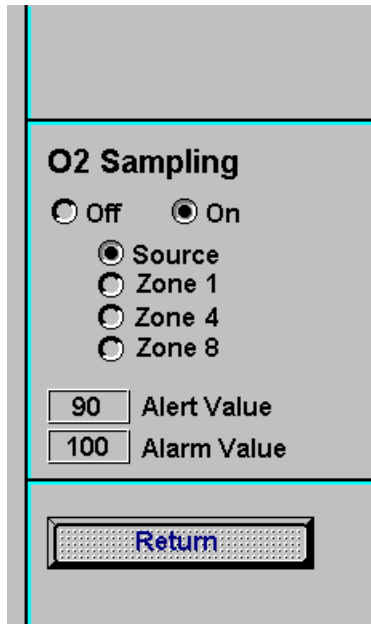 O2 Sampling
Off On
Source
Zone 1
Zone 4
Zone 8
90 Alert Value
100 Alarm Value
Return